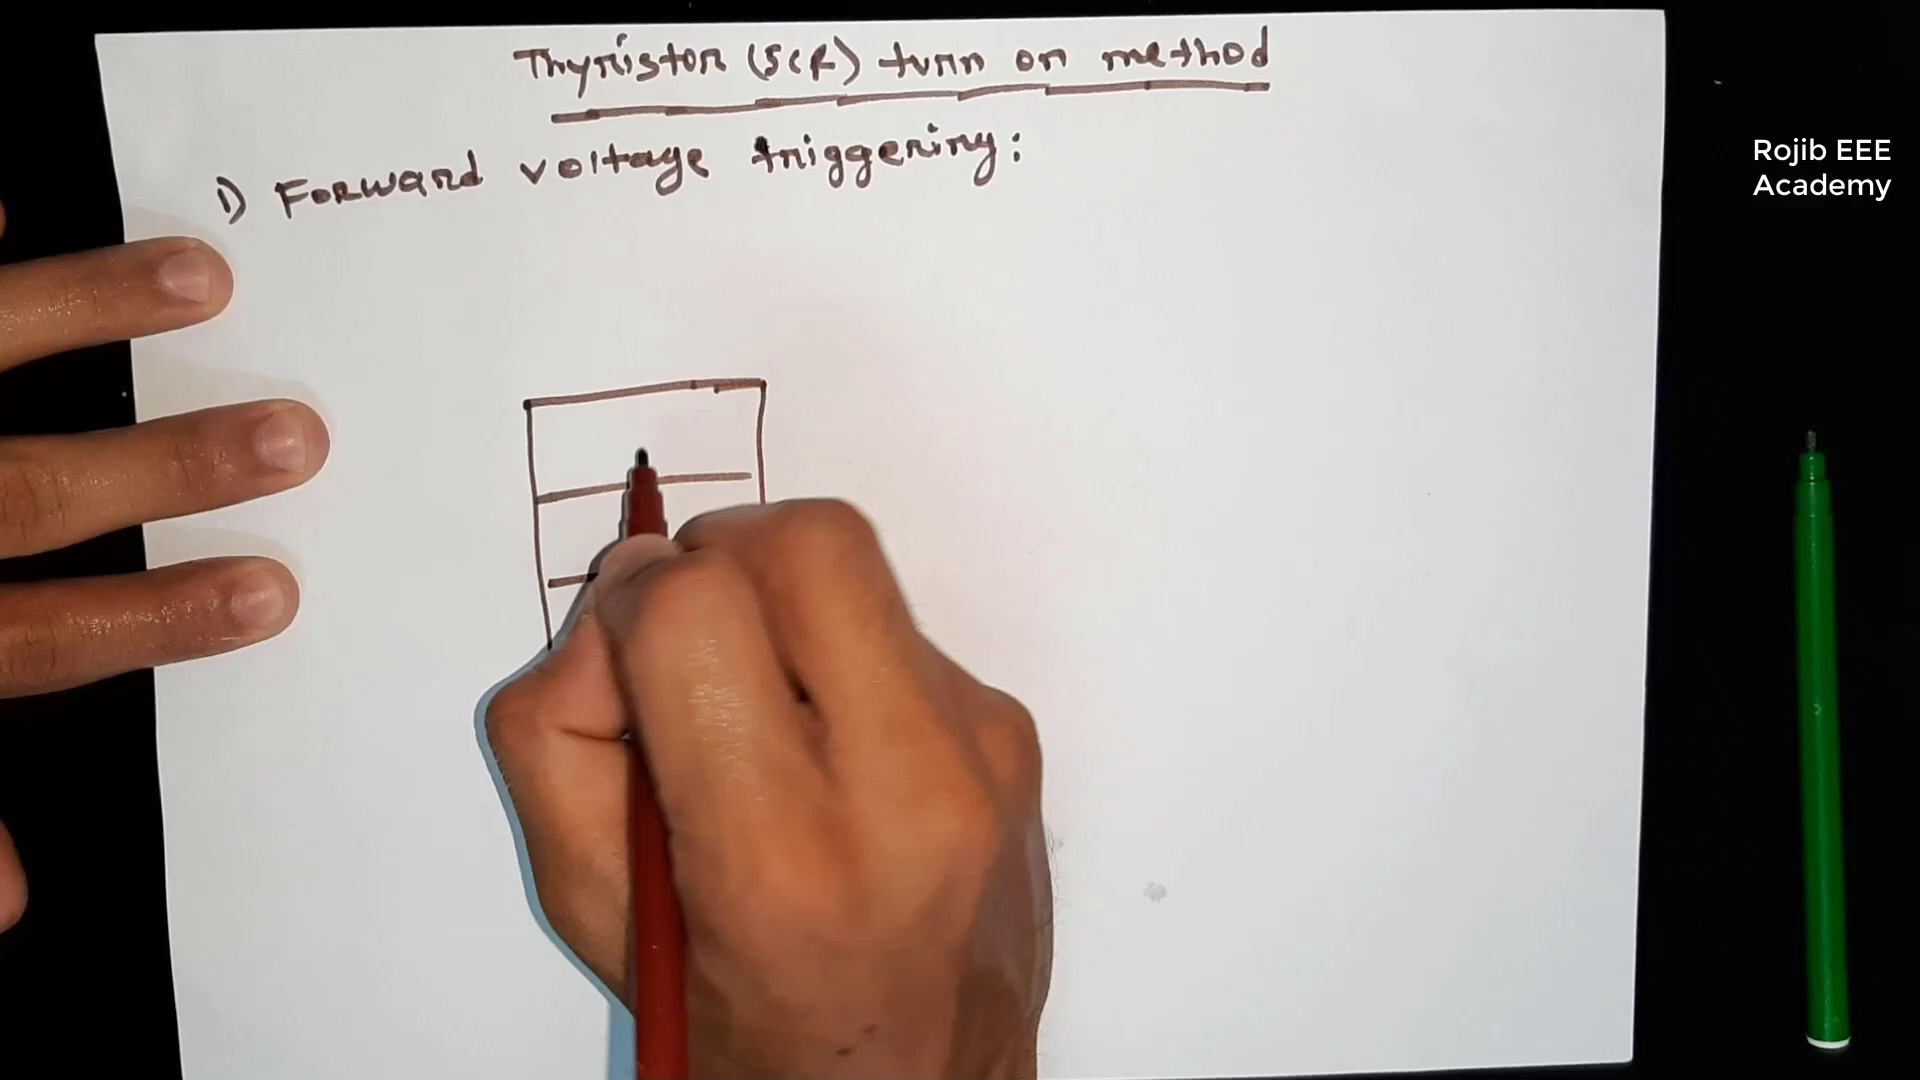 Thyristor (SCR) turn on method
1) Forward voltage triggering:
Rojib EEE
Academy